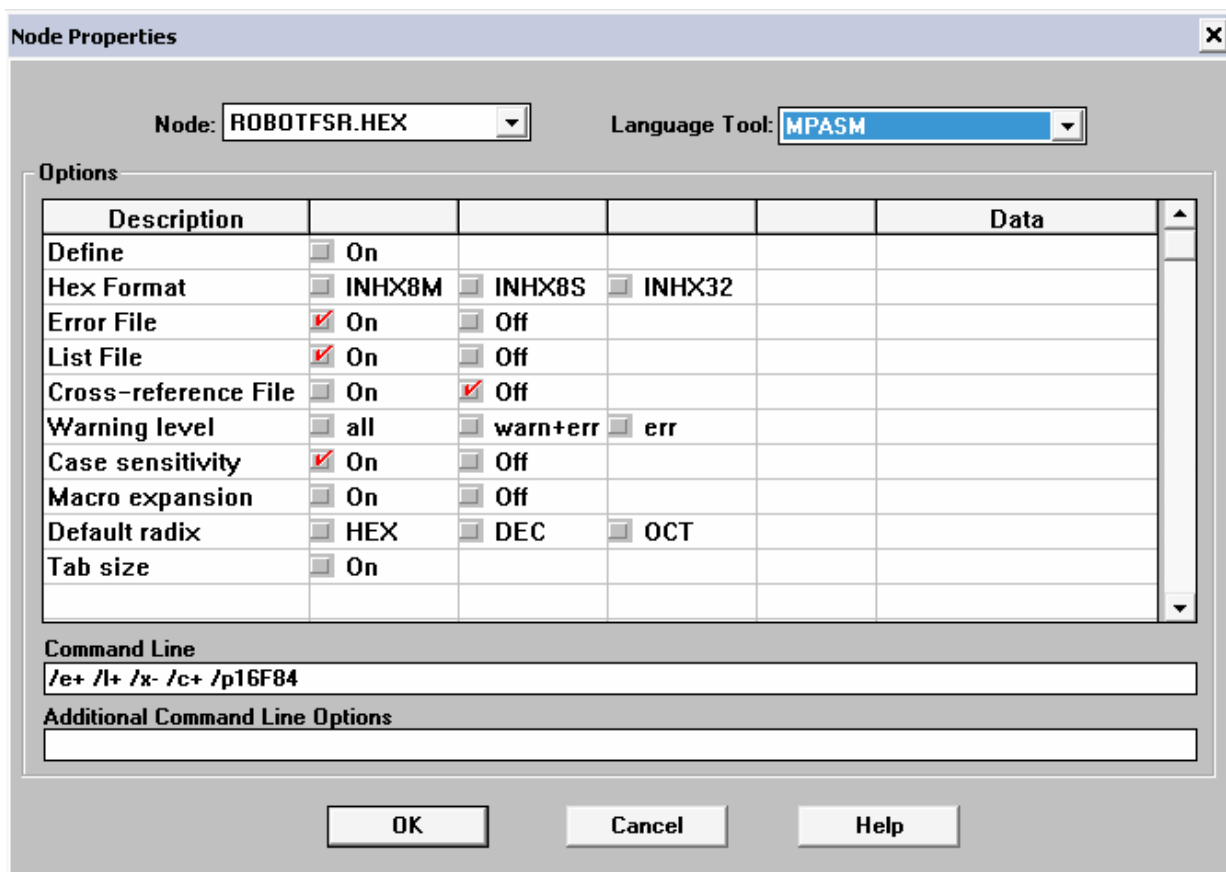 Node Properties
Node: ROBOTFSR.HEX Language Tool: MPASM
Options
Description Data
Define On
Hex Format INHX8M INHX8S INHX32
Error File On Off
List File On Off
Cross-reference File On Off
Warning level all warn+err err
Case sensitivity On Off
Macro expansion On Off
Default radix HEX DEC OCT
Tab size On
Command Line
/e+ /l+ /x- /c+ /p16F84
Additional Command Line Options
OK Cancel Help